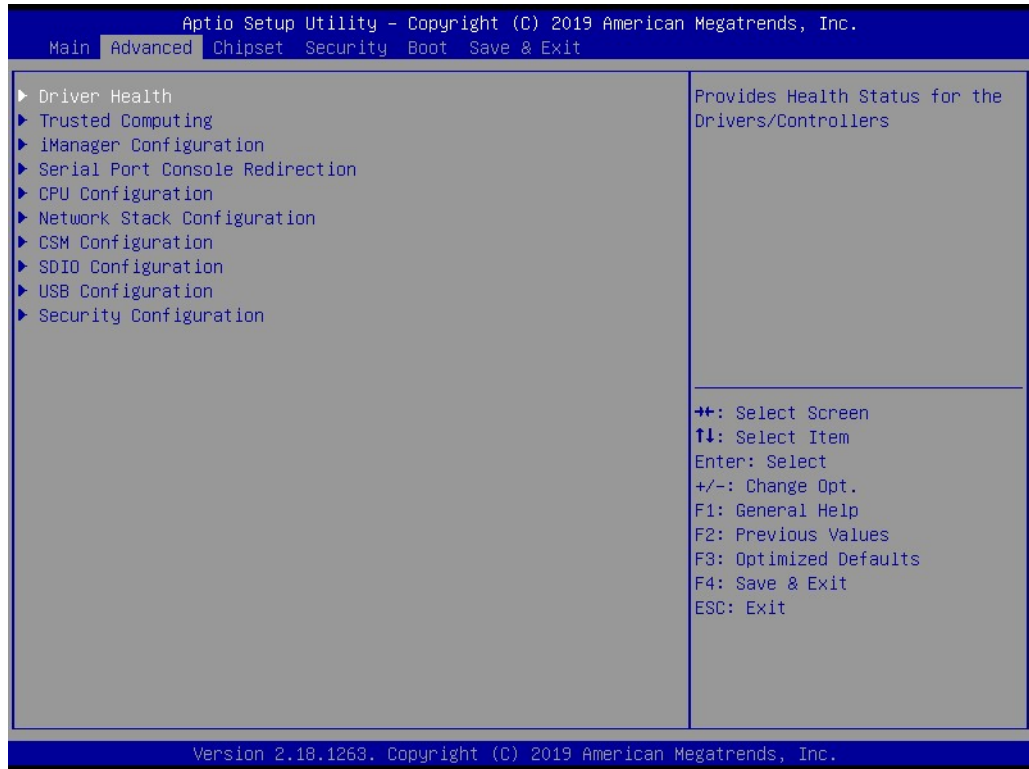 Aptio Setup Utility – Copyright (C) 2019 American Megatrends, Inc.
Main Advanced Chipset Security Boot Save & Exit
▶ Driver Health
▶ Trusted Computing
▶ iManager Configuration
▶ Serial Port Console Redirection
▶ CPU Configuration
▶ Network Stack Configuration
▶ CSM Configuration
▶ SDIO Configuration
▶ USB Configuration
▶ Security Configuration
Provides Health Status for the
Drivers/Controllers
→←: Select Screen
↑↓: Select Item
Enter: Select
+/-: Change Opt.
F1: General Help
F2: Previous Values
F3: Optimized Defaults
F4: Save & Exit
ESC: Exit
Version 2.18.1263. Copyright (C) 2019 American Megatrends, Inc.